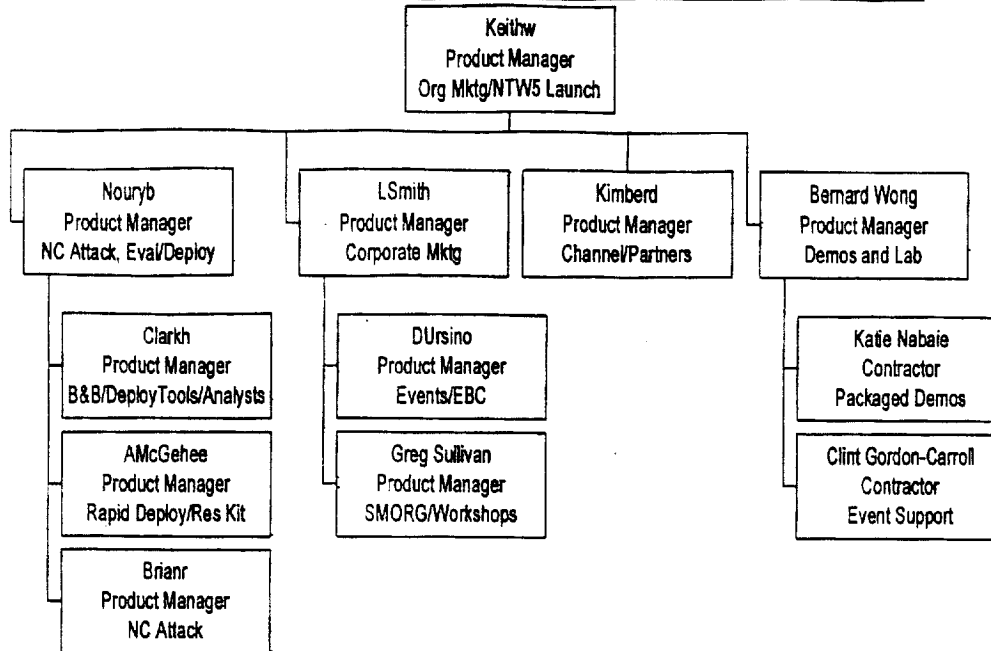 Keithw
Product Manager
Org Mktg/NTW5 Launch
Nouryb
Product Manager
NC Attack, Eval/Deploy
LSmith
Product Manager
Corporate Mktg
Kimberd
Product Manager
Channel/Partners
Bernard Wong
Product Manager
Demos and Lab
Clarkh
Product Manager
B&B/DeployTools/Analysts
AMcGehee
Product Manager
Rapid Deploy/Res Kit
Brianr
Product Manager
NC Attack
DUrsino
Product Manager
Events/EBC
Greg Sullivan
Product Manager
SMORG/Workshops
Katie Nabaie
Contractor
Packaged Demos
Clint Gordon-Carroll
Contractor
Event Support